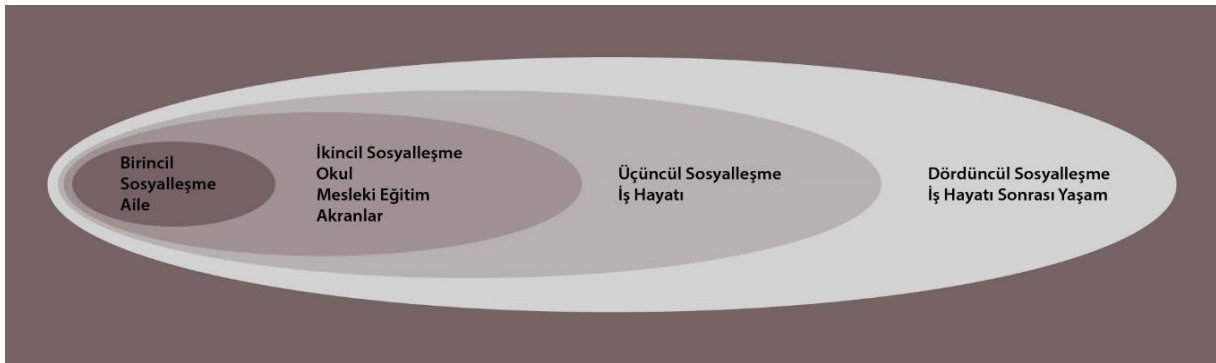 Birincil
Sosyalleşme
Aile
İkincil Sosyalleşme
Okul
Mesleki Eğitim
Akranlar
Üçüncül Sosyalleşme
İş Hayatı
Dördüncül Sosyalleşme
İş Hayatı Sonrası Yaşam